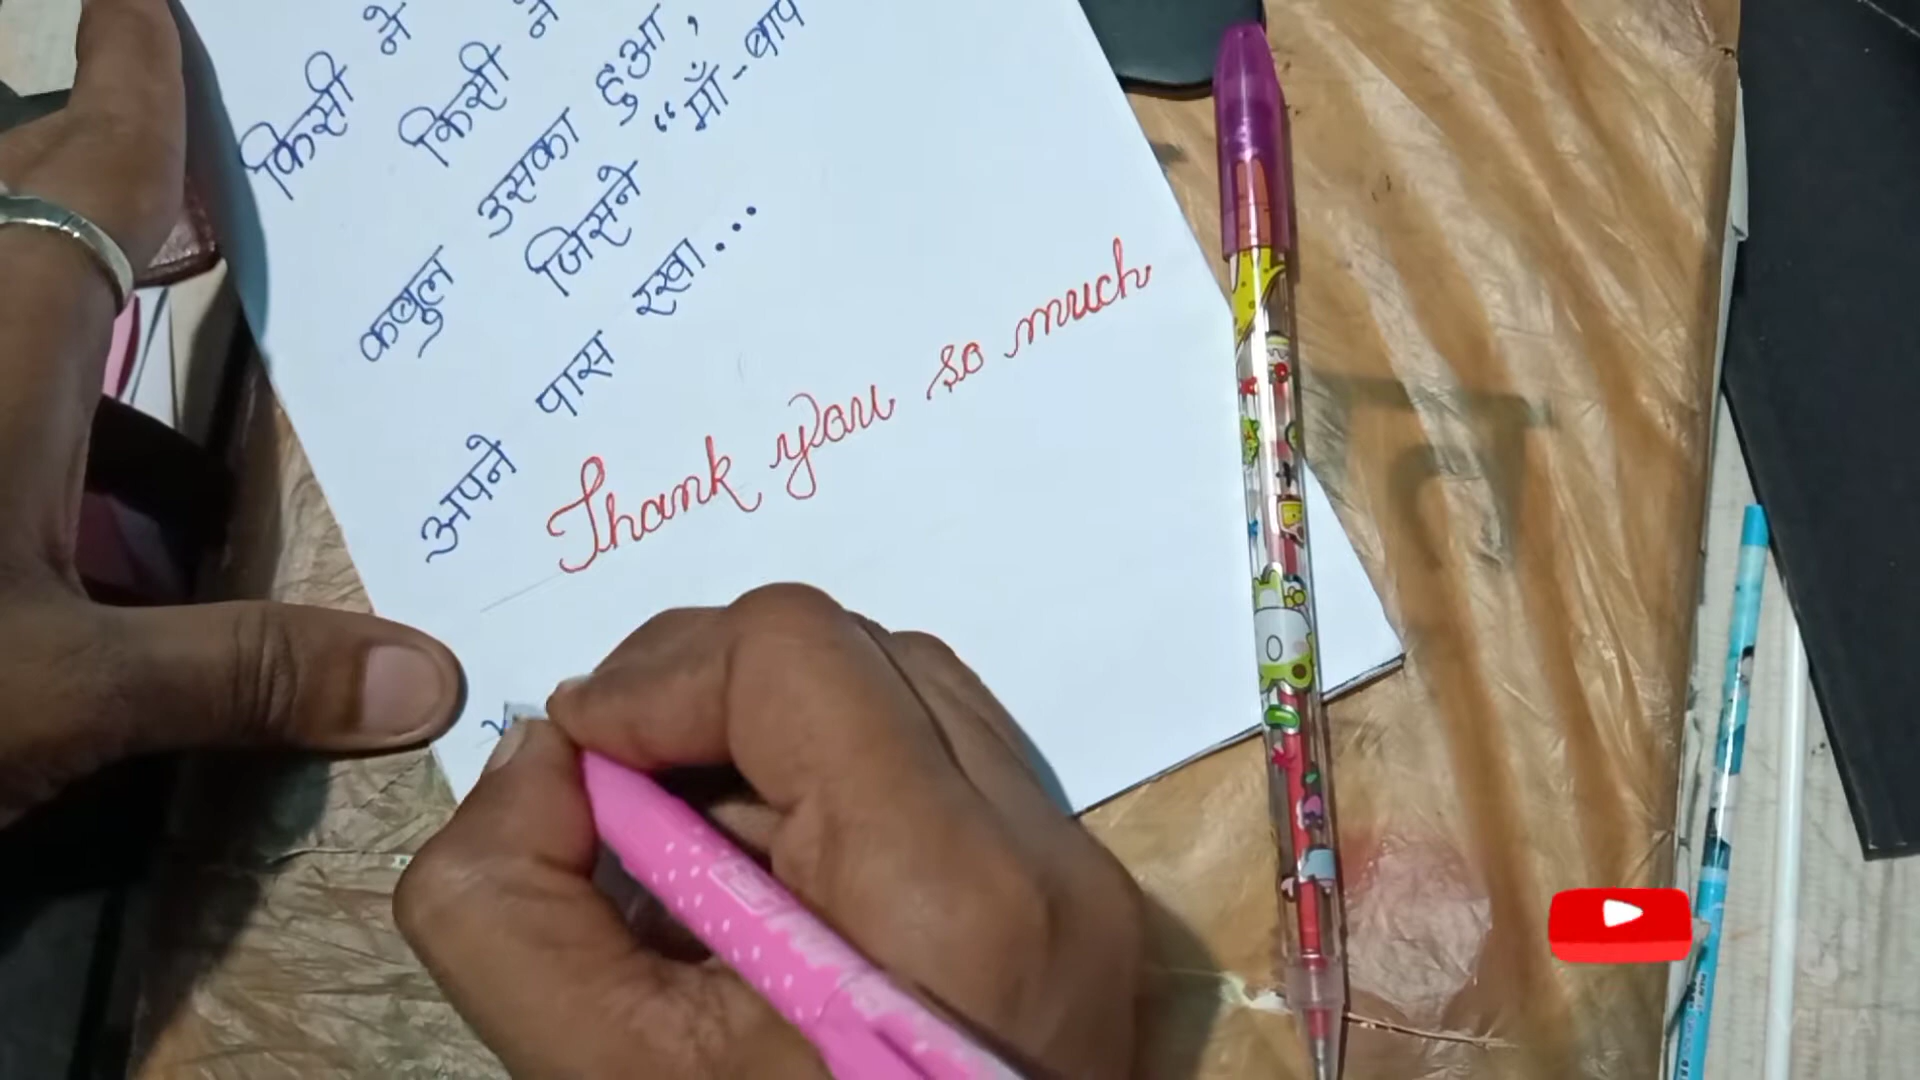 किसी ने
किसी ने
कबुल उसका हुआ,
जिसने “माँ-बाप
अपने पास रखा...
Thank you so much